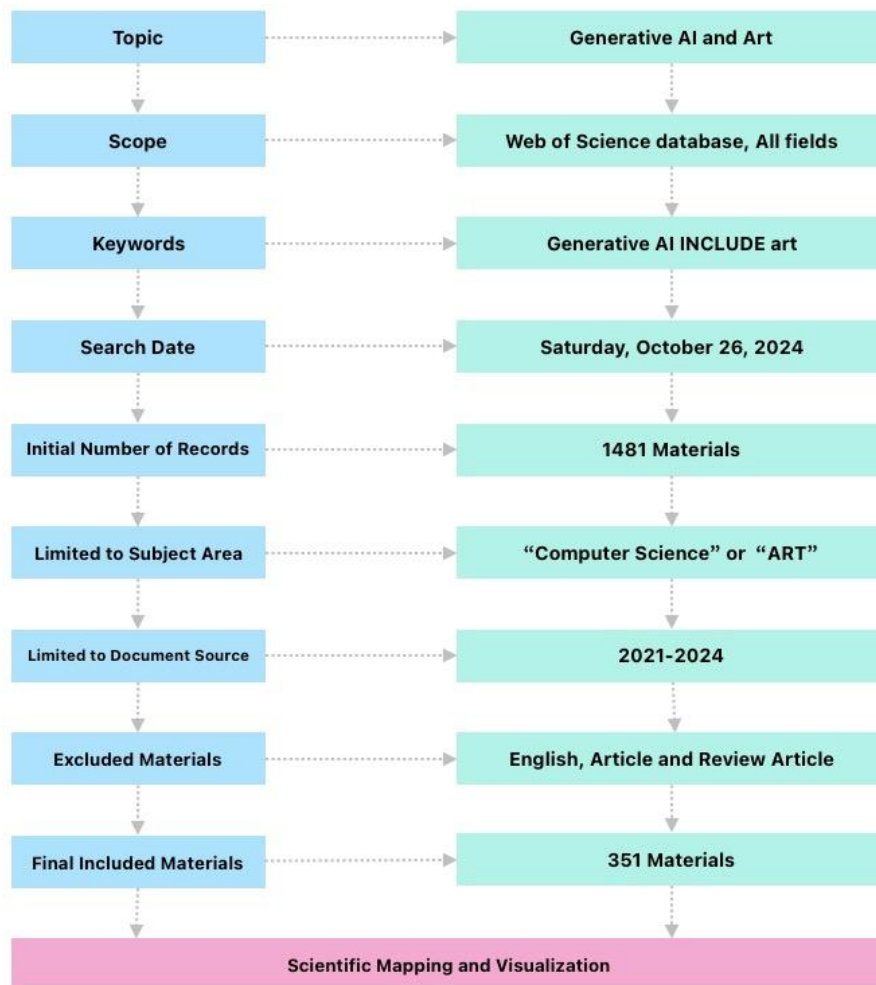 Topic
Generative AI and Art
Scope
Web of Science database, All fields
Keywords
Generative AI INCLUDE art
Search Date
Saturday, October 26, 2024
Initial Number of Records
1481 Materials
Limited to Subject Area
“Computer Science” or “ART”
Limited to Document Source
2021-2024
Excluded Materials
English, Article and Review Article
Final Included Materials
351 Materials
Scientific Mapping and Visualization